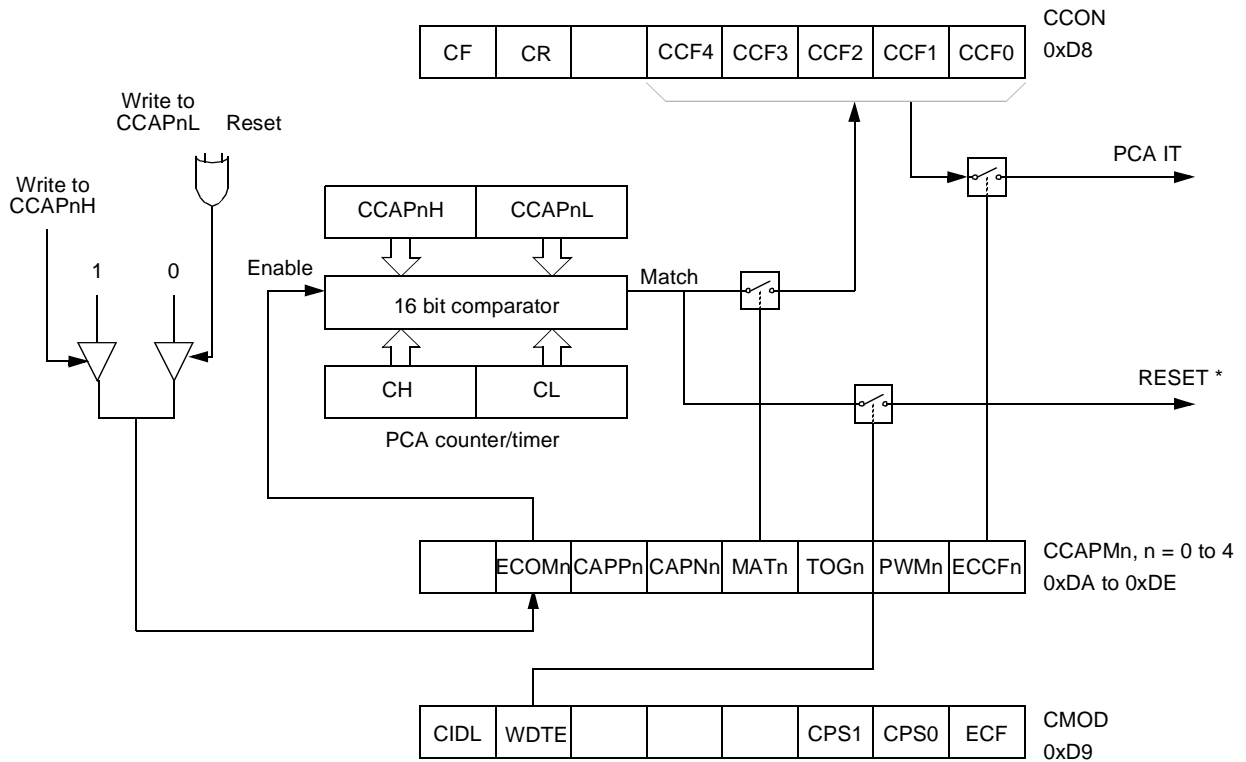 CCON
CF CR CCF4 CCF3 CCF2 CCF1 CCF0
0xD8
Write to
CCAPnL Reset
PCA IT
Write to
CCAPnH
CCAPnH CCAPnL
1 0
Enable
Match
16 bit comparator
CH CL
RESET *
PCA counter/timer
ECOMn CAPPn CAPNn MATn TOGn PWMn ECCFn
CCAPMn, n = 0 to 4
0xDA to 0xDE
CIDL WDTE CPS1 CPS0 ECF
CMOD
0xD9